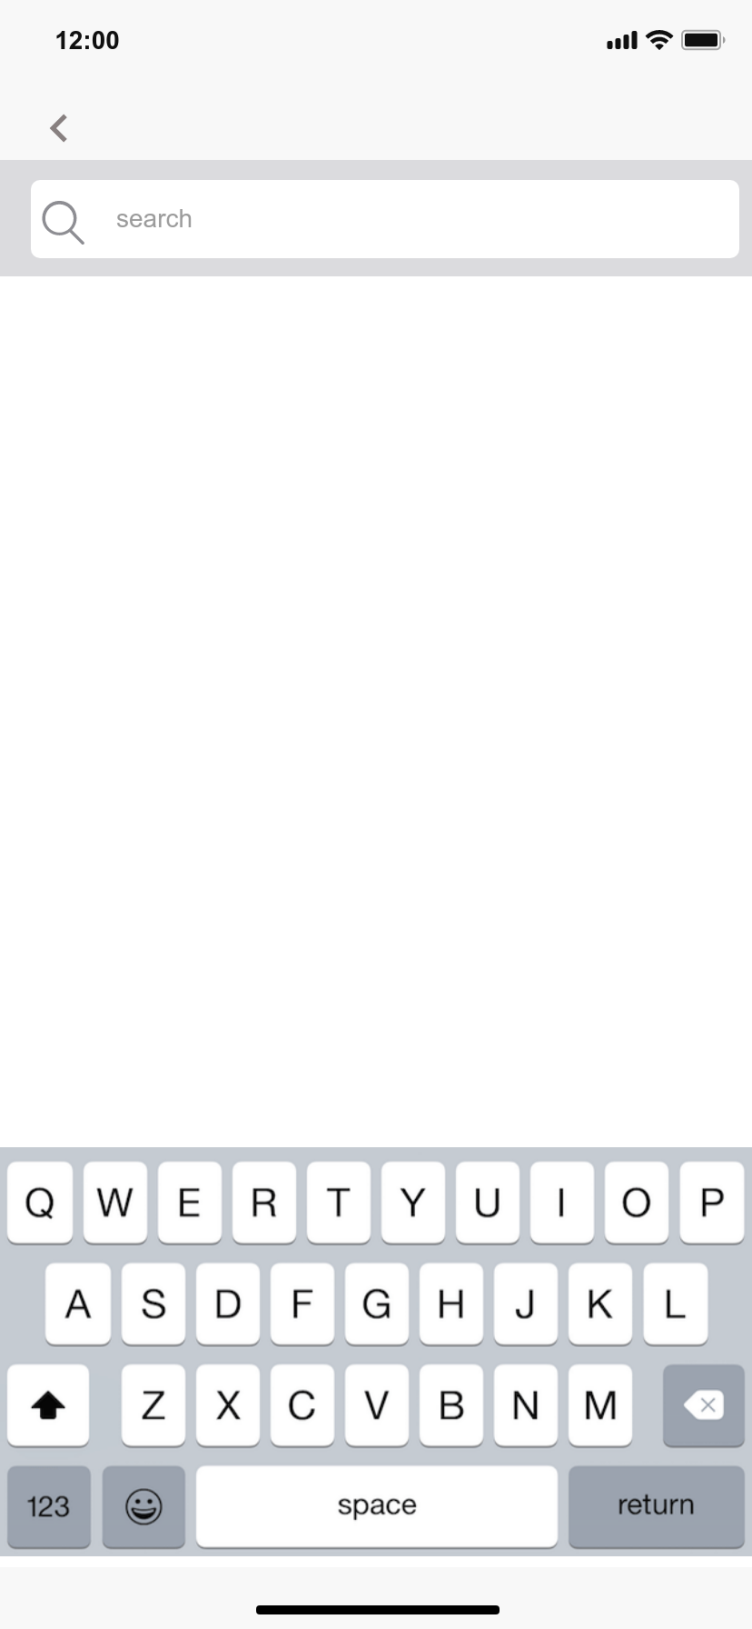 12:00
search
Q W E R T Y U I O P
A S D F G H J K L
Z X C V B N M
123 space return